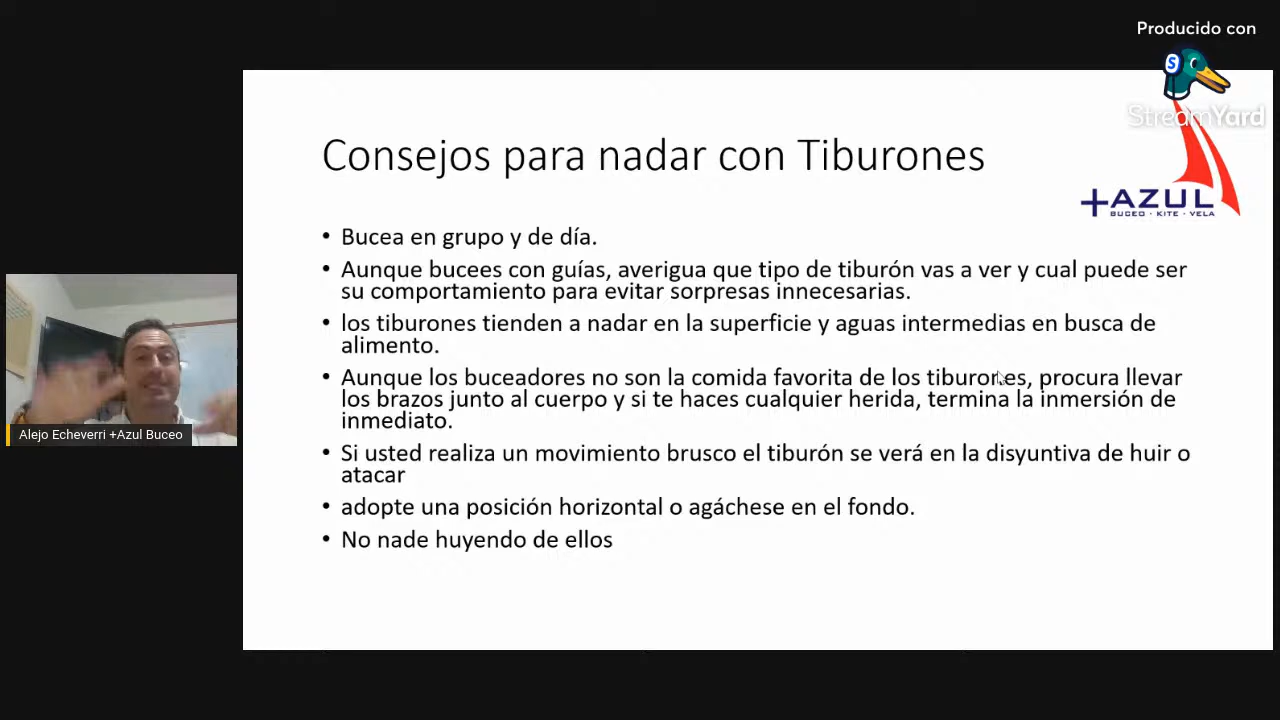 Producido con
StreamYard
+AZUL
BUCEO · KITE · VELA
Consejos para nadar con Tiburones
• Bucea en grupo y de día.
• Aunque bucees con guías, averigua que tipo de tiburón vas a ver y cual puede ser
su comportamiento para evitar sorpresas innecesarias.
• los tiburones tienden a nadar en la superficie y aguas intermedias en busca de
alimento.
• Aunque los buceadores no son la comida favorita de los tiburones, procura llevar
los brazos junto al cuerpo y si te haces cualquier herida, termina la inmersión de
inmediato.
• Si usted realiza un movimiento brusco el tiburón se verá en la disyuntiva de huir o
atacar
• adopte una posición horizontal o agáchese en el fondo.
• No nade huyendo de ellos
Alejo Echeverri +Azul Buceo